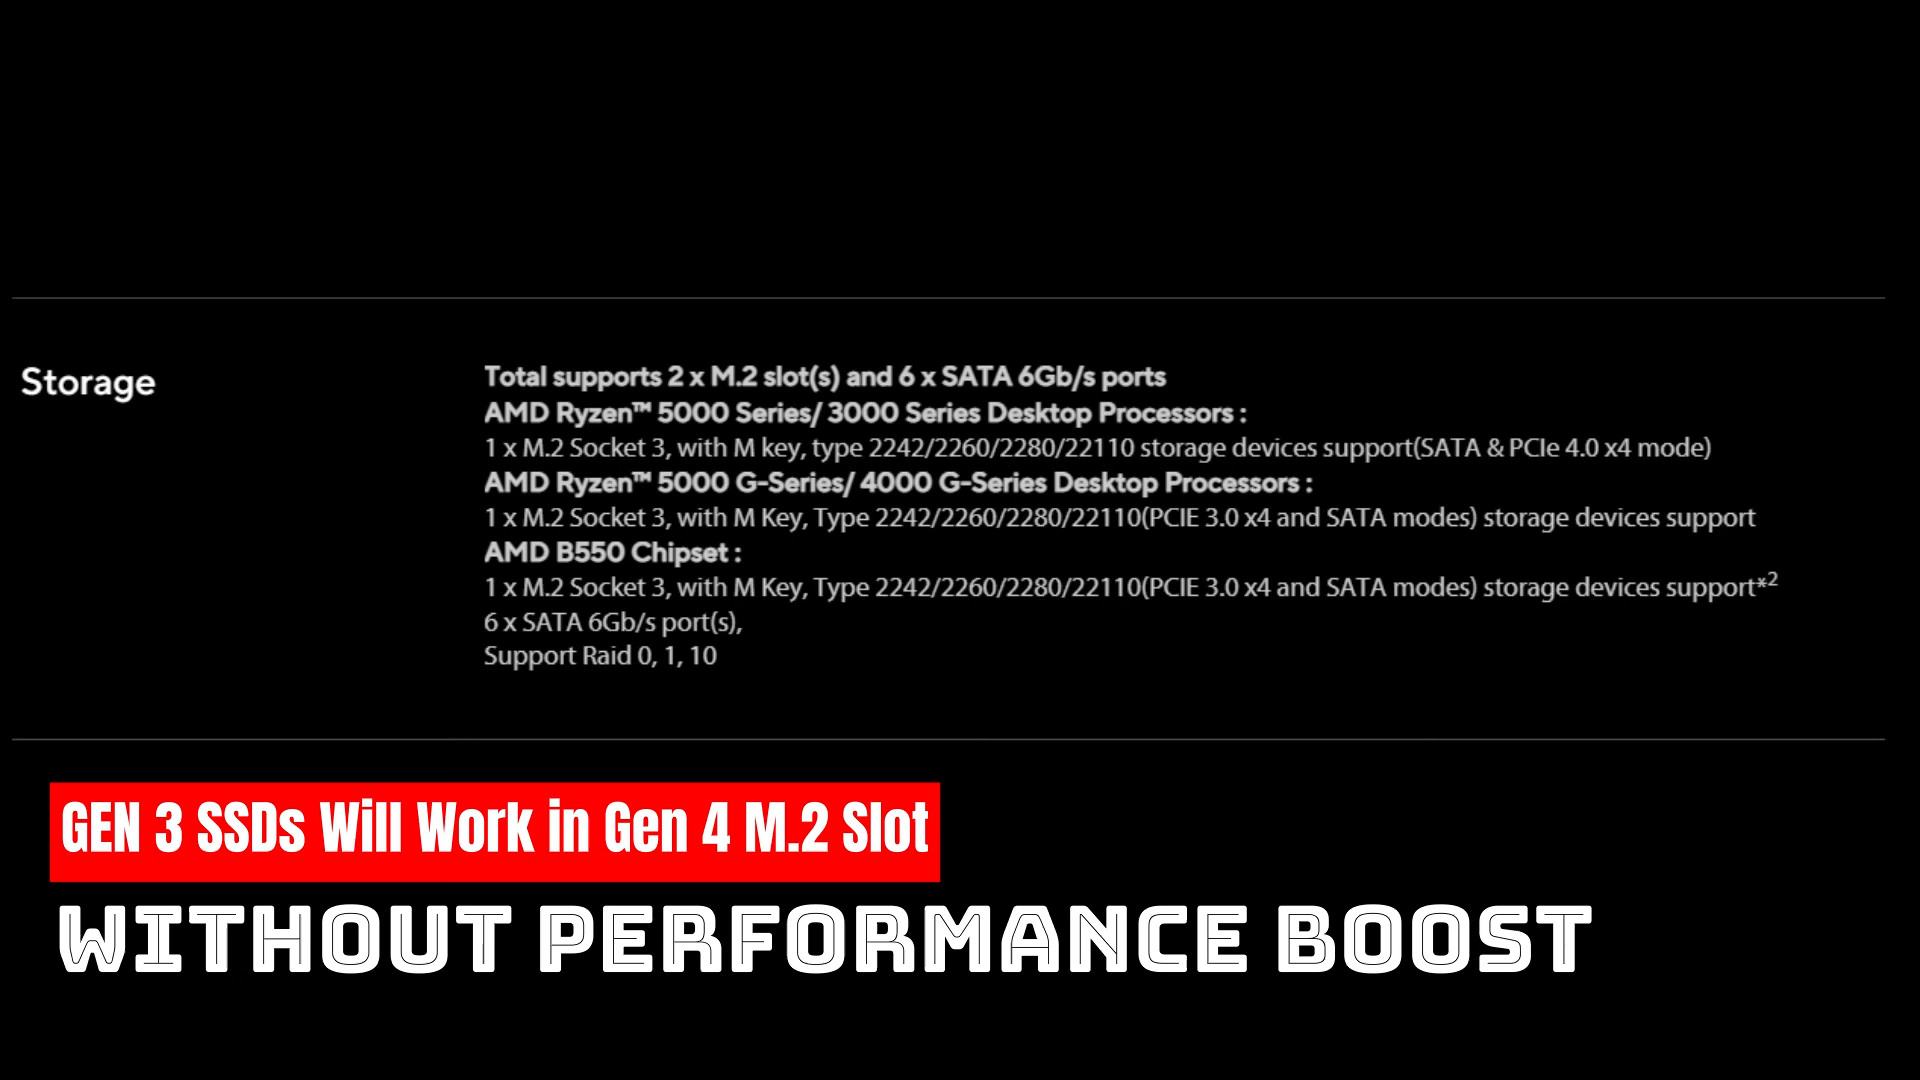 Storage
Total supports 2 x M.2 slot(s) and 6 x SATA 6Gb/s ports
AMD Ryzen™ 5000 Series/ 3000 Series Desktop Processors :
1 x M.2 Socket 3, with M key, type 2242/2260/2280/22110 storage devices support(SATA & PCIe 4.0 x4 mode)
AMD Ryzen™ 5000 G-Series/ 4000 G-Series Desktop Processors :
1 x M.2 Socket 3, with M Key, Type 2242/2260/2280/22110(PCIE 3.0 x4 and SATA modes) storage devices support
AMD B550 Chipset :
1 x M.2 Socket 3, with M Key, Type 2242/2260/2280/22110(PCIE 3.0 x4 and SATA modes) storage devices support*²
6 x SATA 6Gb/s port(s),
Support Raid 0, 1, 10
GEN 3 SSDs Will Work in Gen 4 M.2 Slot
WITHOUT PERFORMANCE BOOST